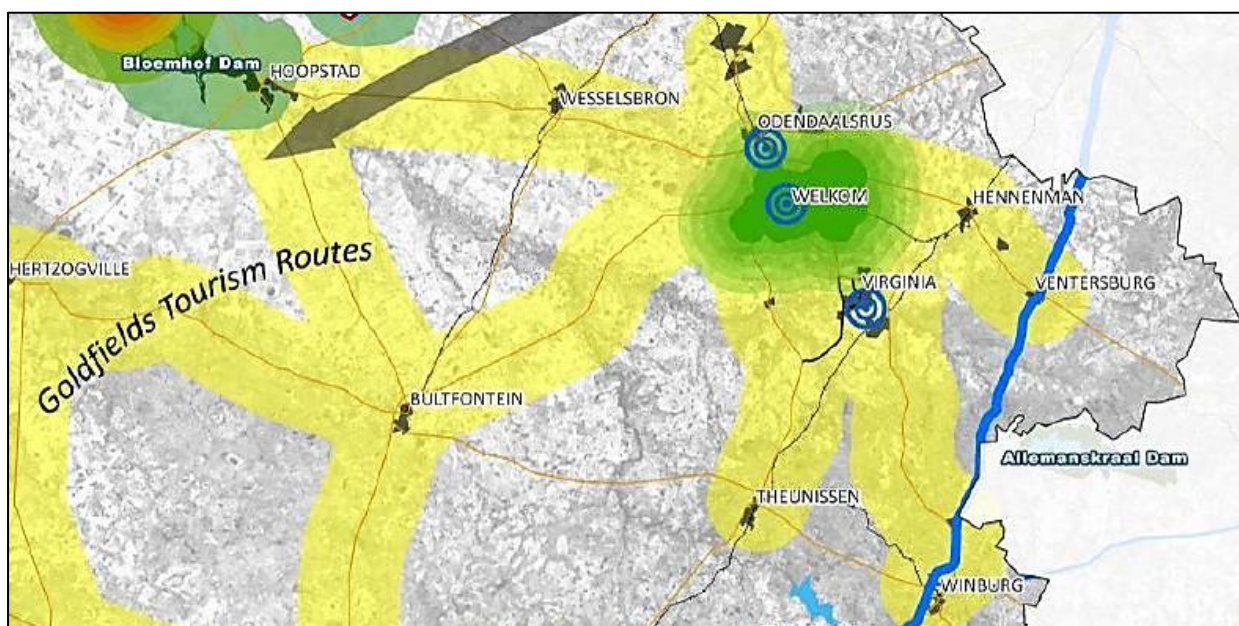 Bloemhof Dam
HOOPSTAD
WESSELSBRON
ODENDAALSRUS
WELKOM
HENNENMAN
HERTZOGVILLE
Goldfields Tourism Routes
VIRGINIA
VENTERSBURG
BULTFONTEIN
Allemanskraal Dam
THEUNISSEN
WINBURG